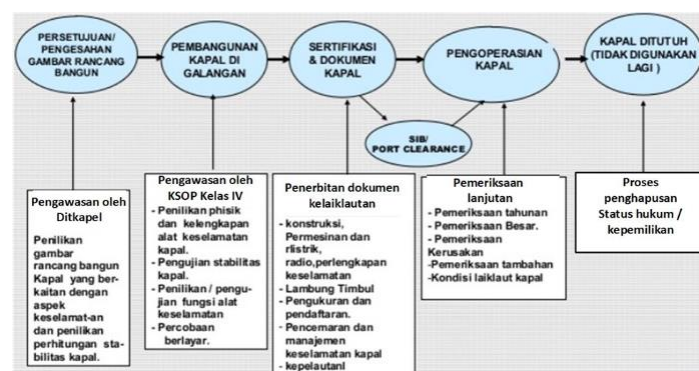 PERSETUJUAN/
PENGESAHAN
GAMBAR RANCANG
BANGUN
PEMBANGUNAN
KAPAL DI
GALANGAN
SERTIFIKASI
& DOKUMEN
KAPAL
PENGOPERASIAN
KAPAL
KAPAL DITUTUH
(TIDAK DIGUNAKAN
LAGI )
SIB/
PORT CLEARANCE
Pengawasan oleh
Ditkapel
Penilikan
gambar
rancang bangun
Kapal yang ber-
kaitan dengan
aspek
keselamat-an
dan penilikan
perhitungan sta-
bilitas kapal.
Pengawasan oleh
KSOP Kelas IV
- Penilikan phisik
dan kelengkapan
alat keselamatan
kapal.
- Pengujian stabilitas
kapal.
- Penilikan / pengu-
jian fungsi alat
keselamatan
- Percobaan
berlayar.
Penerbitan dokumen
kelaiklautan
- konstruksi,
Permesinan dan
rlistrik,
radio,perlengkapan
keselamatan
- Lambung Timbul
- Pengukuran dan
pendaftaran.
- Pencemaran dan
manajemen
keselamatan kapal
- kepelautanl
Pemeriksaan
lanjutan
- Pemeriksaan tahunan
- Pemeriksaan Besar.
- Pemeriksaan
Kerusakan
-Pemeriksaan tambahan
-Kondisi laiklaut kapal
Proses
penghapusan
Status hukum /
kepemilikan